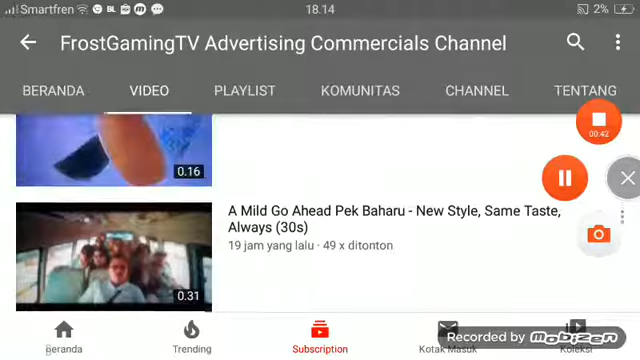 Smartfren BL 18.14 2%
FrostGamingTV Advertising Commercials Channel
BERANDA VIDEO PLAYLIST KOMUNITAS CHANNEL TENTANG
00:42
0.16
A Mild Go Ahead Pek Baharu - New Style, Same Taste,
Always (30s)
19 jam yang lalu · 49 x ditonton
0.31
Beranda Trending Subscription Kotak Masuk Koleksi
Recorded by Mobizen